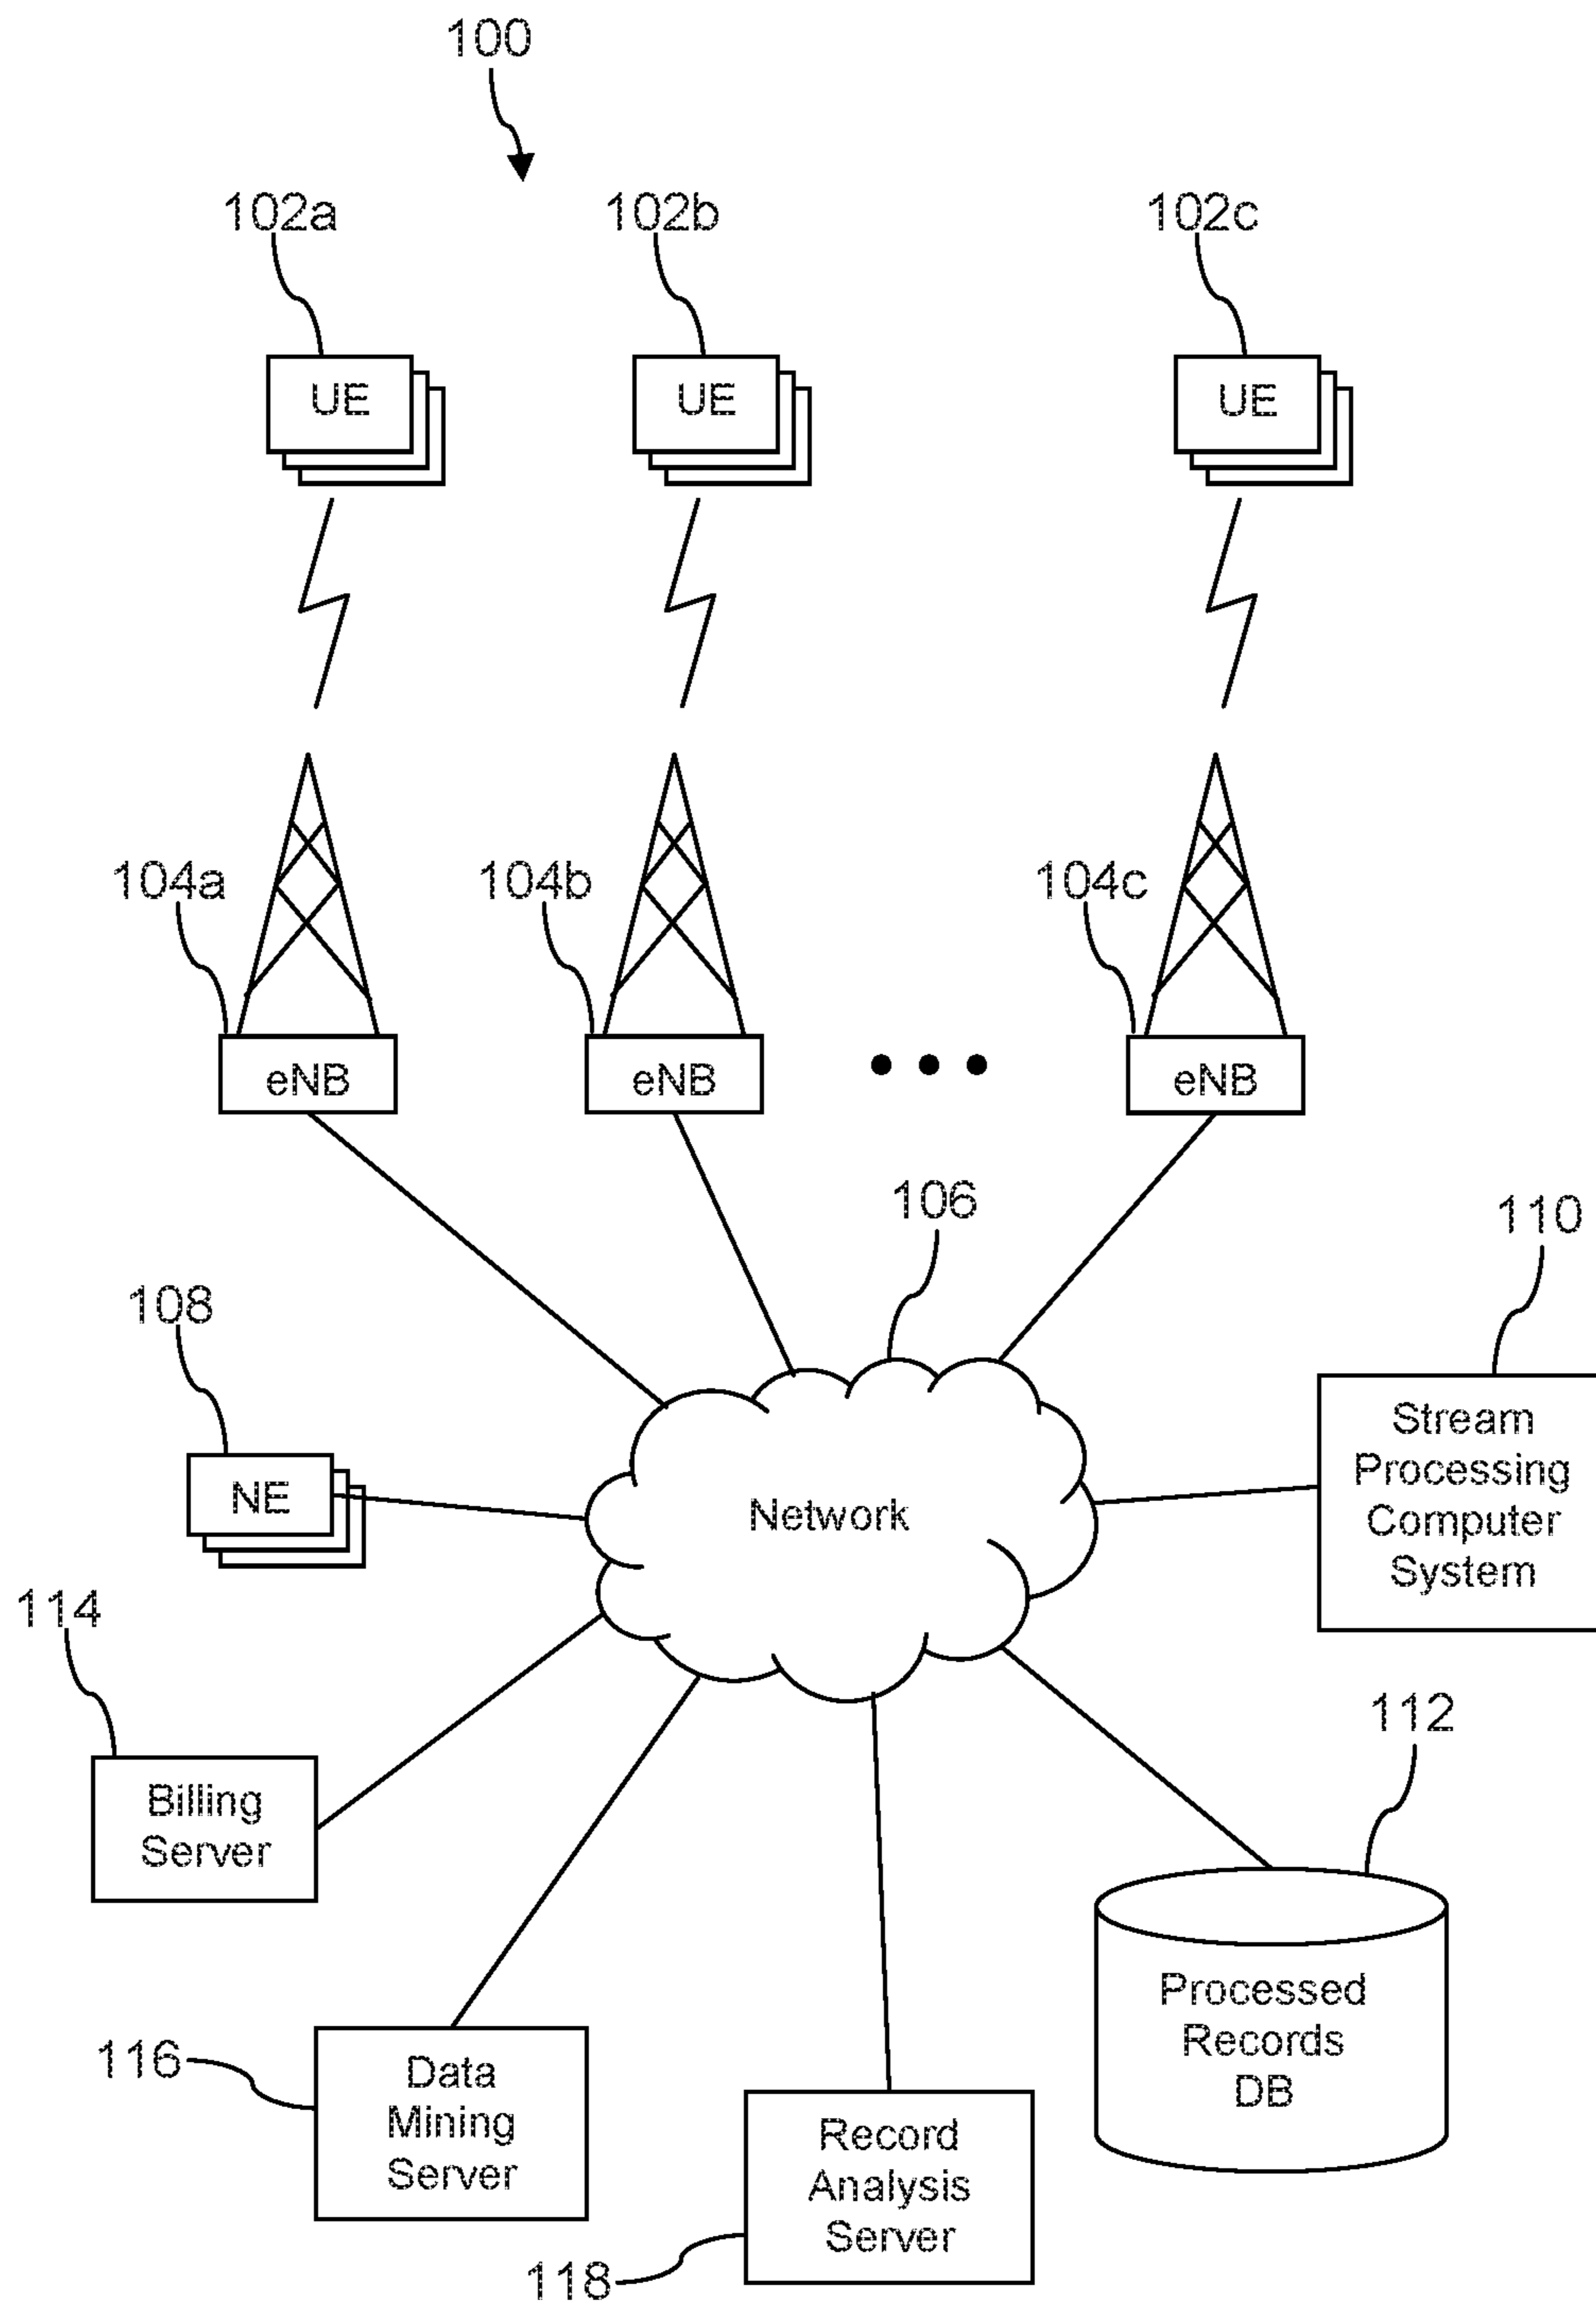 100
102a
102b
102c
UE
UE
UE
104a
104b
104c
eNB
eNB
eNB
106
110
108
Stream
Processing
Computer
System
NE
Network
114
112
Billing
Server
Processed
Records
DB
116
Data
Mining
Server
Record
Analysis
Server
118